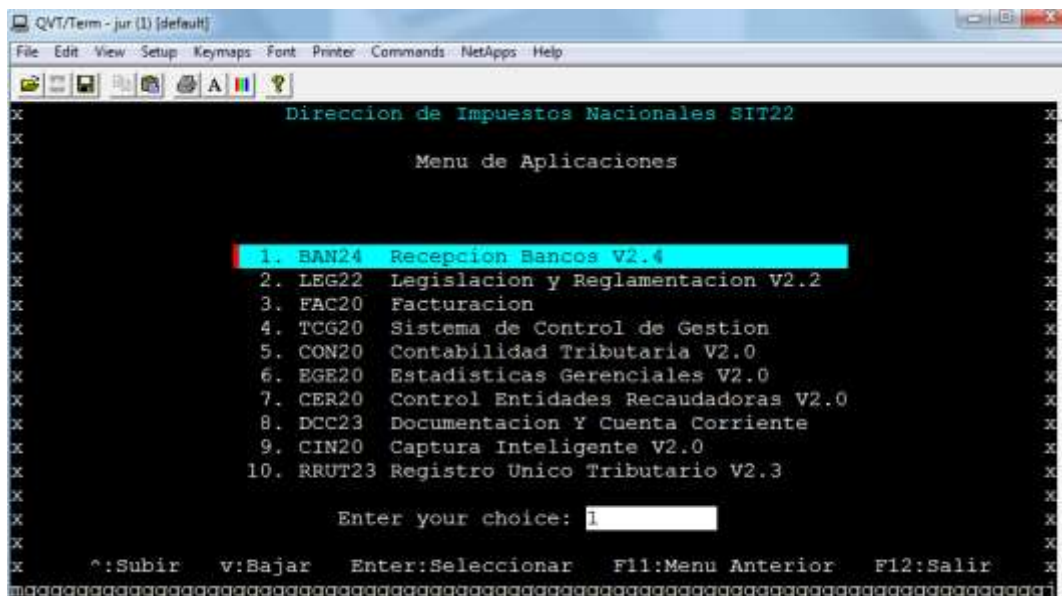 QVT/Term - jur (1) [default]
File Edit View Setup Keymaps Font Printer Commands NetApps Help
x Direccion de Impuestos Nacionales SIT22 x
x x
x Menu de Aplicaciones x
x x
x x
x x
x 1. BAN24 Recepcion Bancos V2.4 x
x 2. LEG22 Legislacion y Reglamentacion V2.2 x
x 3. FAC20 Facturacion x
x 4. TCG20 Sistema de Control de Gestion x
x 5. CON20 Contabilidad Tributaria V2.0 x
x 6. EGE20 Estadisticas Gerenciales V2.0 x
x 7. CER20 Control Entidades Recaudadoras V2.0 x
x 8. DCC23 Documentacion Y Cuenta Corriente x
x 9. CIN20 Captura Inteligente V2.0 x
x 10. RRUT23 Registro Unico Tributario V2.3 x
x x
x Enter your choice: 1 x
x x
x ^:Subir v:Bajar Enter:Seleccionar F11:Menu Anterior F12:Salir x